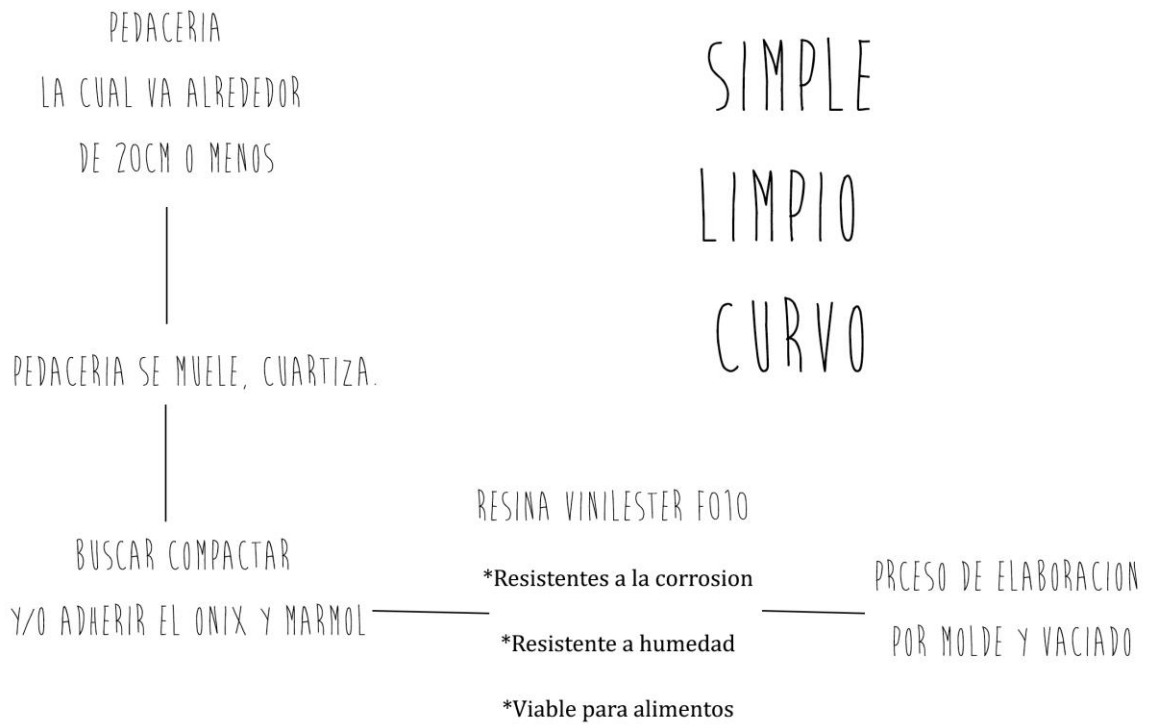 PEDACERIA
LA CUAL VA ALREDEDOR
DE 20CM O MENOS
PEDACERIA SE MUELE, CUARTIZA.
BUSCAR COMPACTAR
Y/O ADHERIR EL ONIX Y MARMOL
RESINA VINILESTER F010
*Resistentes a la corrosion
*Resistente a humedad
*Viable para alimentos
PRCESO DE ELABORACION
POR MOLDE Y VACIADO
SIMPLE
LIMPIO
CURVO